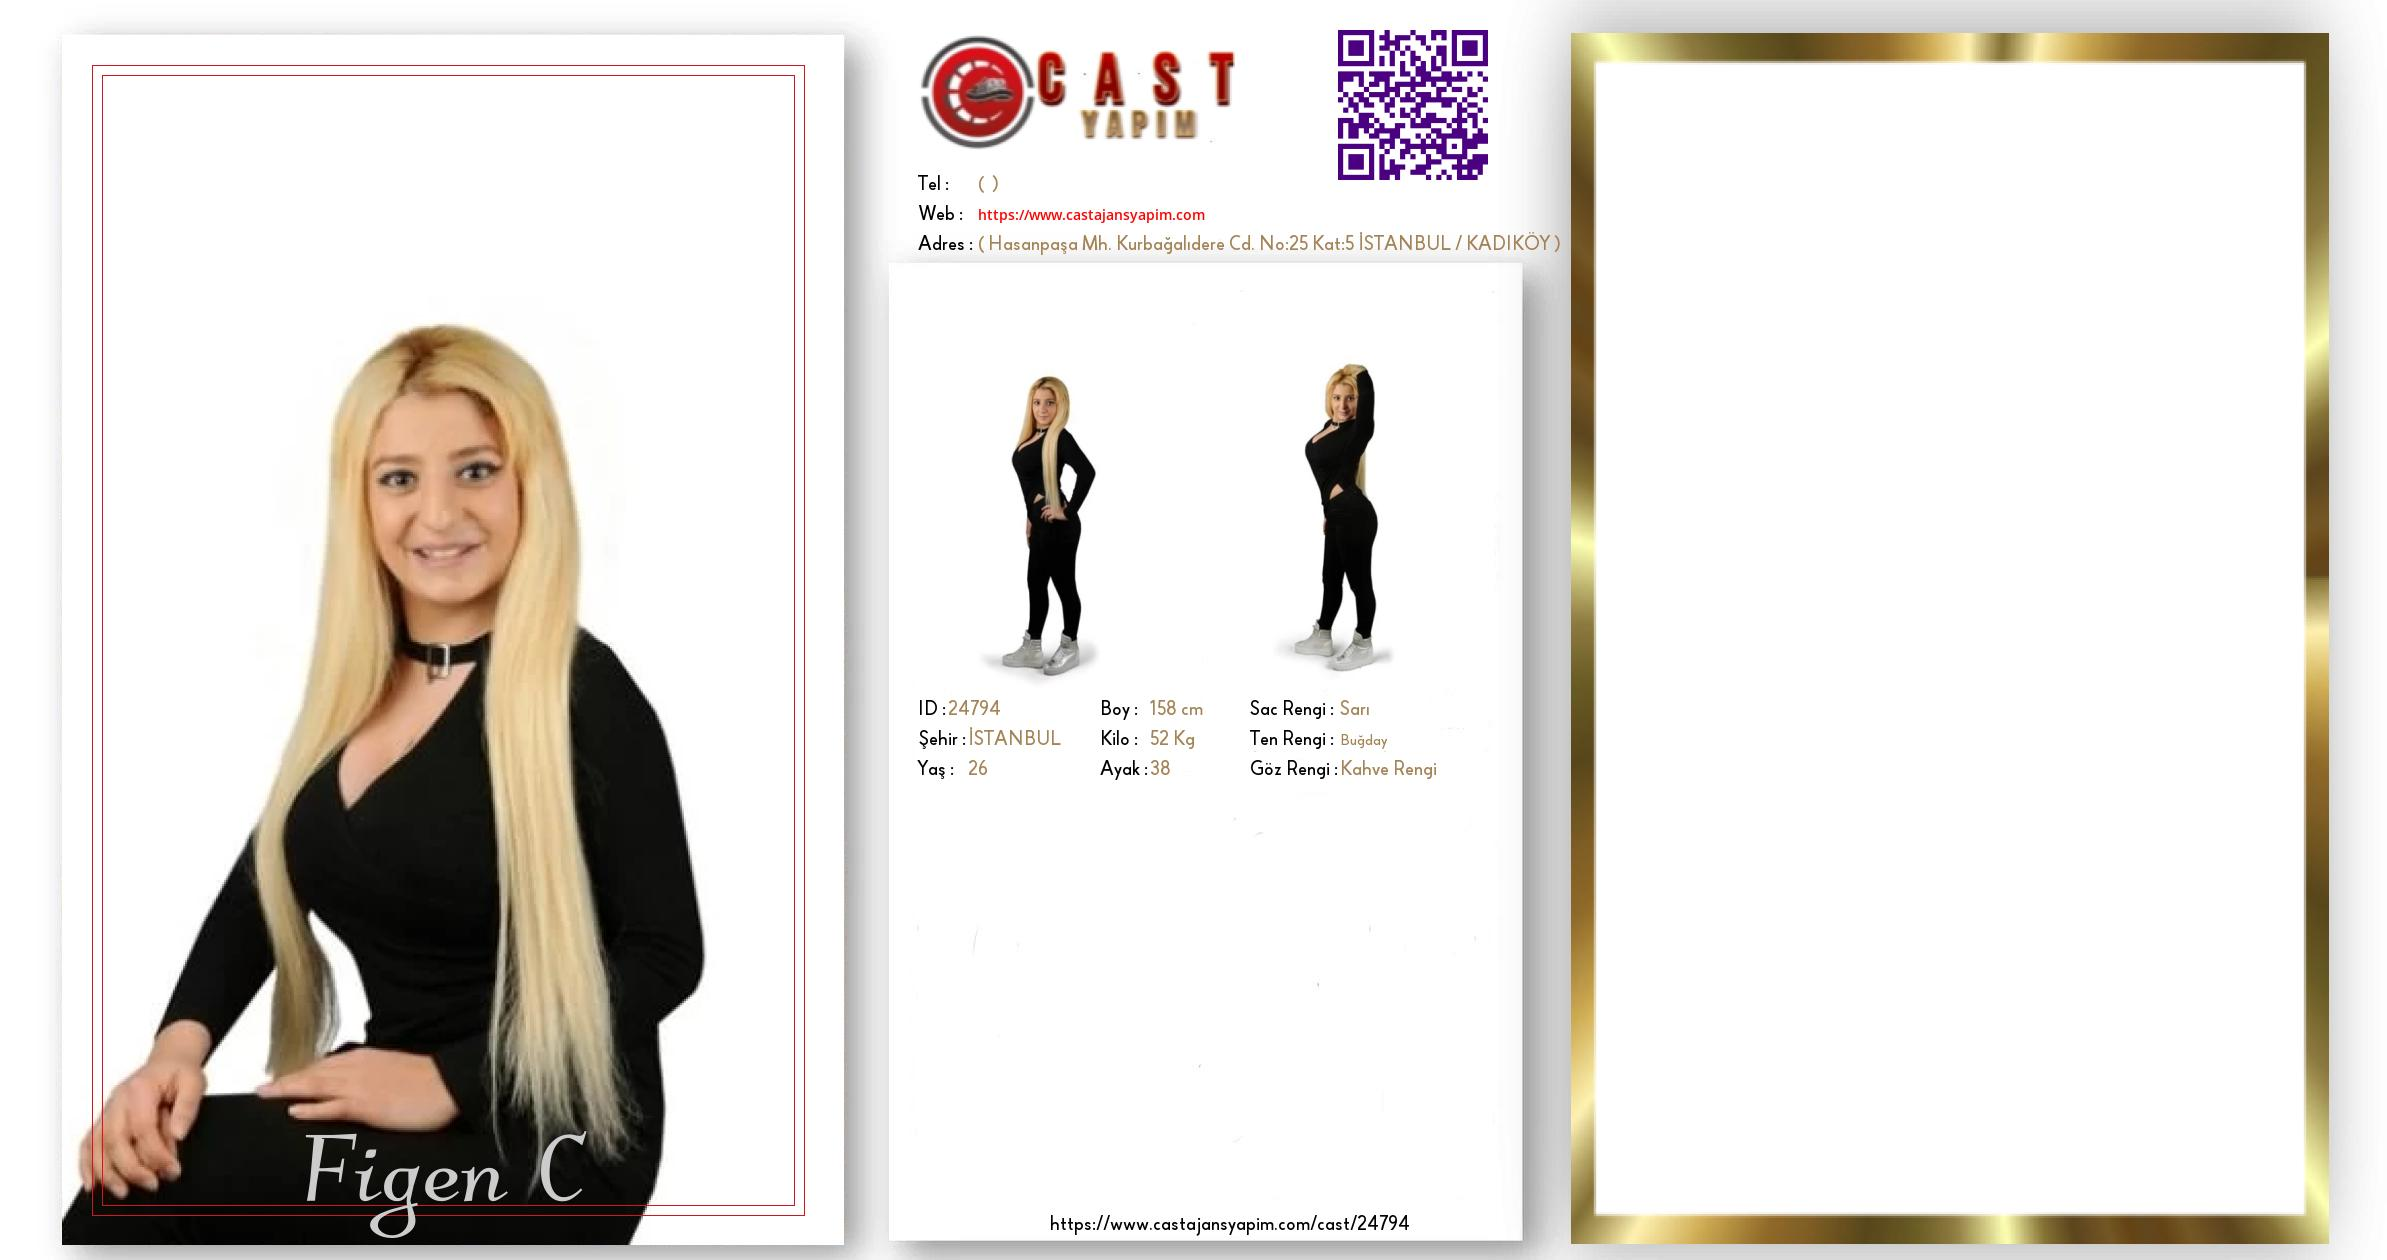 Figen C
CAST
YAPIM
Tel : ( )
Web : https://www.castajansyapim.com
Adres : ( Hasanpaşa Mh. Kurbağalıdere Cd. No:25 Kat:5 İSTANBUL / KADIKÖY )
ID : 24794 Boy : 158 cm Sac Rengi : Sarı
Şehir : İSTANBUL Kilo : 52 Kg Ten Rengi : Buğday
Yaş : 26 Ayak : 38 Göz Rengi : Kahve Rengi
https://www.castajansyapim.com/cast/24794